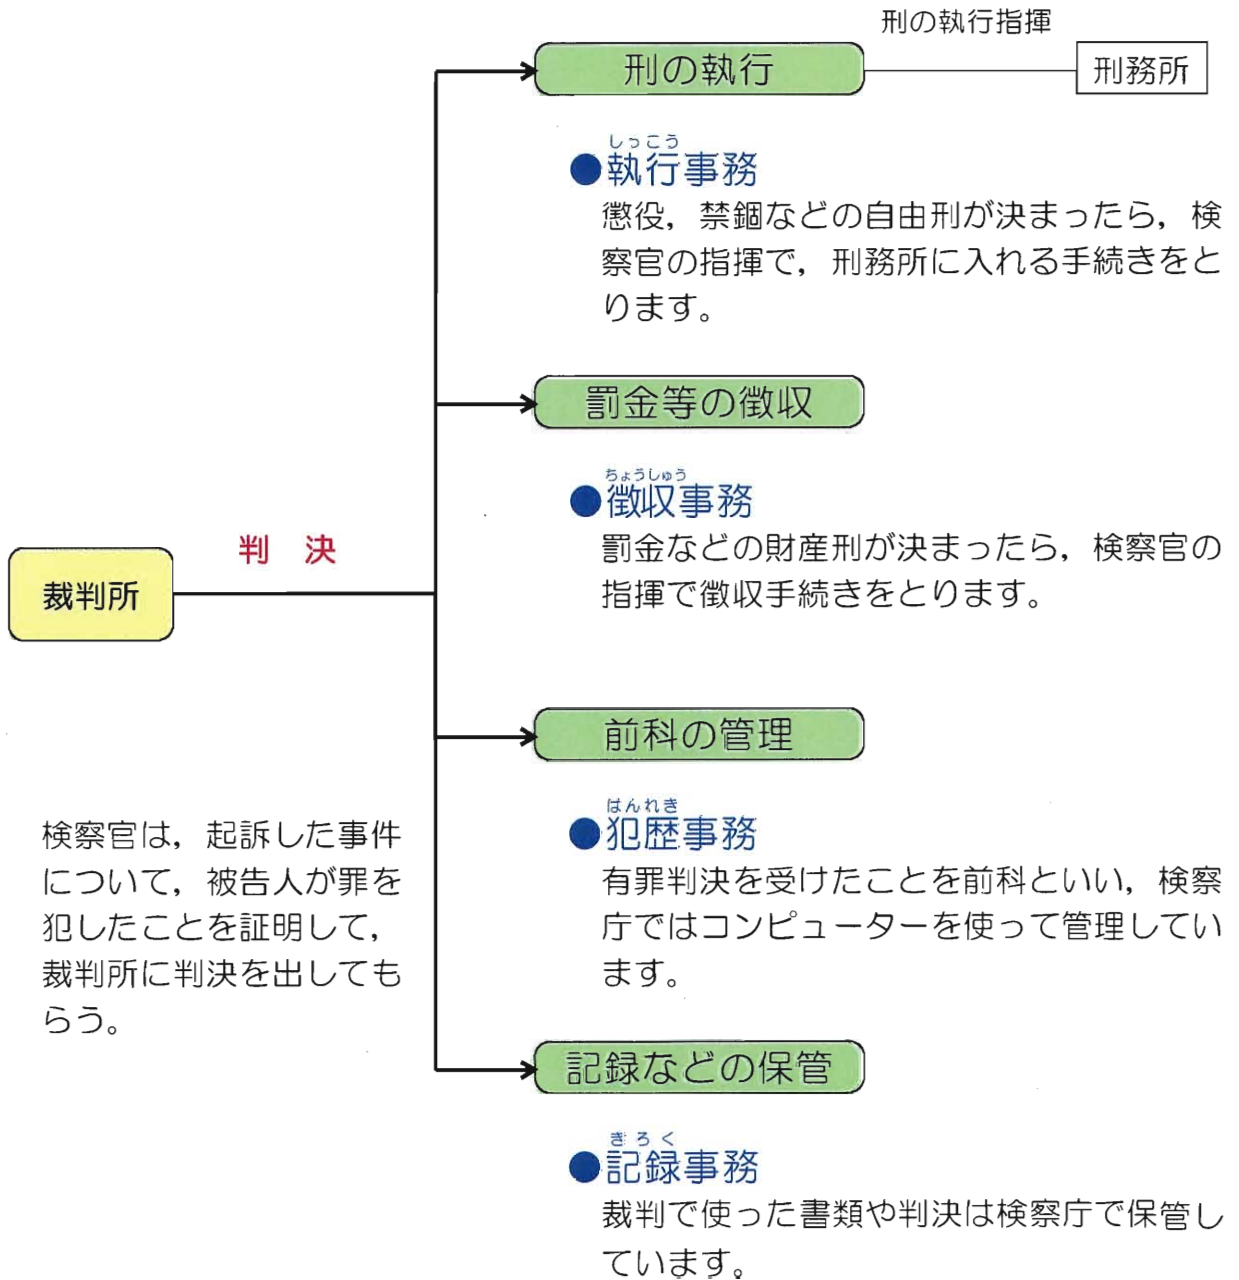 刑の執行指揮
刑の執行
刑務所
しっこう
●執行事務
懲役，禁錮などの自由刑が決まったら，検
察官の指揮で，刑務所に入れる手続きをと
ります。
罰金等の徴収
ちょうしゅう
●徴収事務
罰金などの財産刑が決まったら，検察官の
指揮で徴収手続きをとります。
判 決
裁判所
前科の管理
はんれき
●犯歴事務
有罪判決を受けたことを前科といい，検察
庁ではコンピューターを使って管理してい
ます。
検察官は，起訴した事件
について，被告人が罪を
犯したことを証明して，
裁判所に判決を出しても
らう。
記録などの保管
きろく
●記録事務
裁判で使った書類や判決は検察庁で保管し
ています。